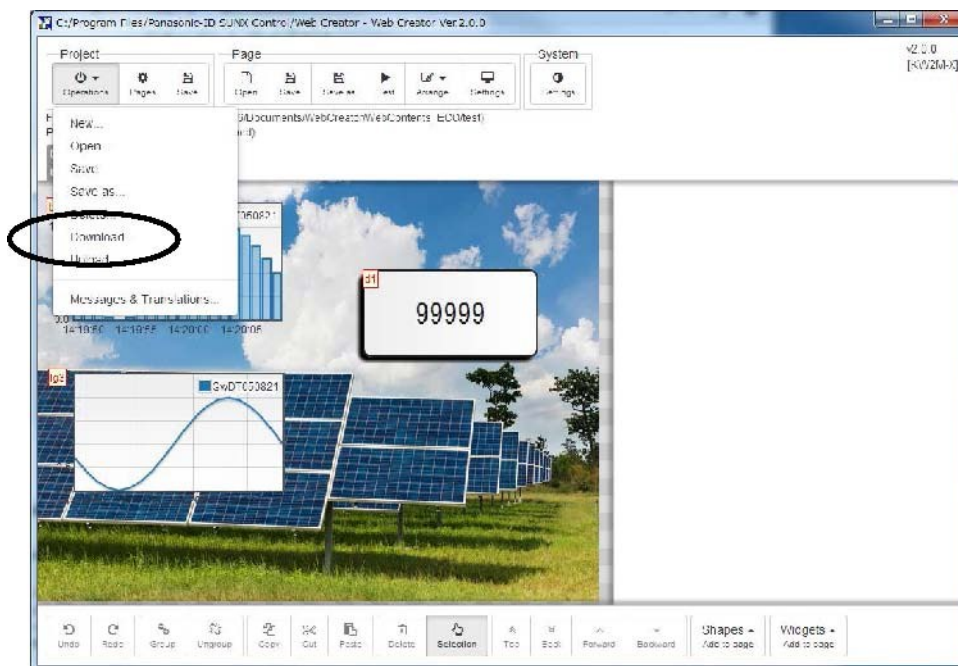 C:/Program Files/Panasonic-ID SUNX Control/Web Creator - Web Creator Ver.2.0.0
Project
Page
System
v2.0.0
Operations
Pages
Save
Open
Save
Save as
Test
Arrange
Settings
Settings
New...
Open
Save
Save as...
Delete...
Download
Upload
Messages & Translations...
14:19:50 14:19:55 14:20:00 14:20:05
99999
GwDT050821
Undo
Redo
Group
Ungroup
Copy
Cut
Paste
Delete
Selection
Top
Back
Forward
Backward
Shapes
Add to page
Widgets
Add to page